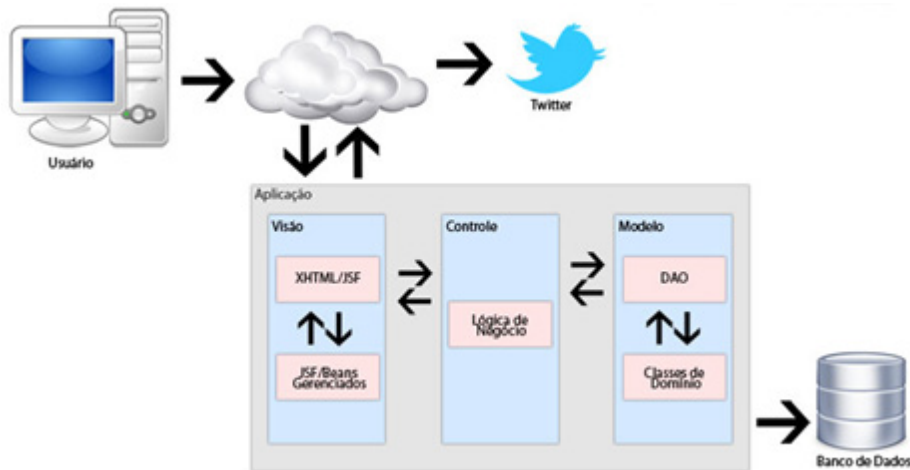 Usuário
Twitter
Aplicação
Visão
Controle
Modelo
XHTML/JSF
DAO
Lógica de
Negócio
JSF/Beans
Gerenciados
Classes de
Domínio
Banco de Dados